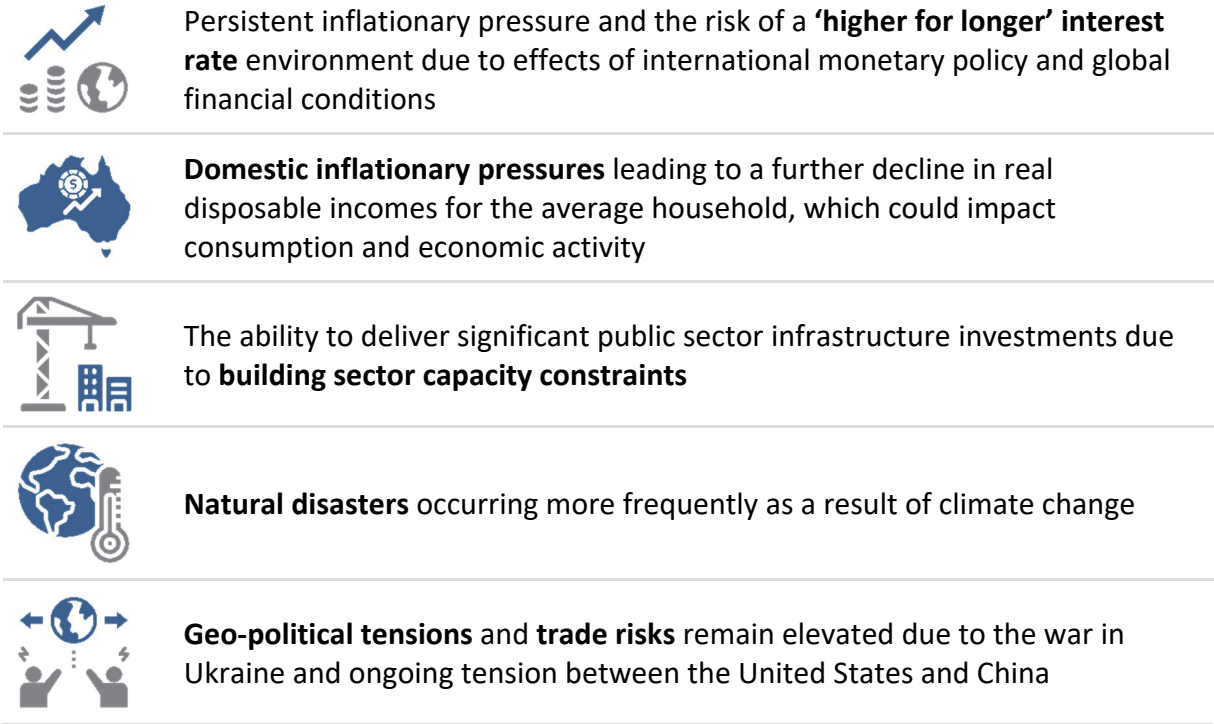 Persistent inflationary pressure and the risk of a ‘higher for longer’ interest
rate environment due to effects of international monetary policy and global
financial conditions
Domestic inflationary pressures leading to a further decline in real
disposable incomes for the average household, which could impact
consumption and economic activity
The ability to deliver significant public sector infrastructure investments due
to building sector capacity constraints
Natural disasters occurring more frequently as a result of climate change
Geo-political tensions and trade risks remain elevated due to the war in
Ukraine and ongoing tension between the United States and China